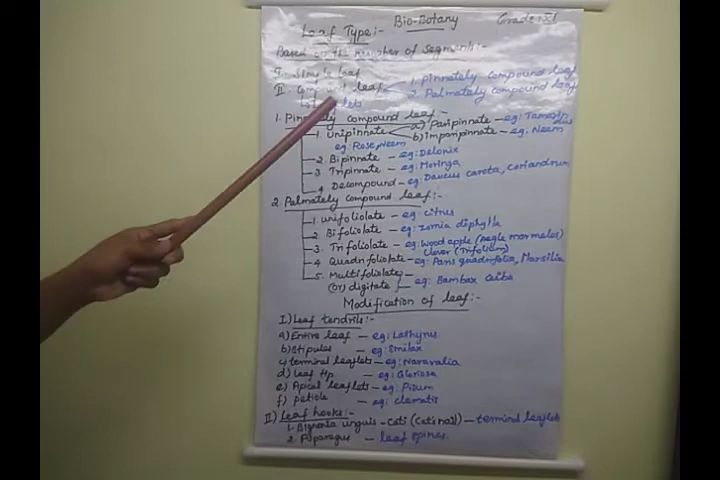 Bio-Botany Grade-XI
Leaf Type:-
Based on the number of segments:-
I. Simple leaf
II. Compound leaf
1. Pinnately compound leaf
2. Palmately compound leaf
1. Pinnately compound leaf:-
1. Unipinnate a) Paripinnate - eg: Tamarindus
eg: Rose, Neem b) Imparipinnate - eg: Neem
2 Bipinnate - eg: Delonix
3 Tripinnate - eg: Moringa
4 Decompound - eg: Daucus carota, Coriandrum
2. Palmately compound leaf:-
1. unifoliolate - eg: citrus
2. Bifoliolate - eg: Zornia diphylla
3. Trifoliolate - eg: Wood apple (Aegle marmelos)
clover (Trifolium)
4 Quadrifoliolate - eg: Paris quadrifolia, Marsilia
5. Multifoliolate
(or) digitate eg: Bombax ceiba
Modification of leaf:-
I) Leaf tendrils:-
a) Entire leaf - eg: Lathyrus
b) Stipules - eg: Smilax
c) terminal leaflets - eg: Naravalia
d) leaf tip - eg: Gloriosa
e) Apical leaflets - eg: Pisum
f) petiole - eg: clematis
II) Leaf hooks:-
1. Bignonia unguis-cati (Cat's nail) - terminal leaflets
2. Asparagus - leaf spines.